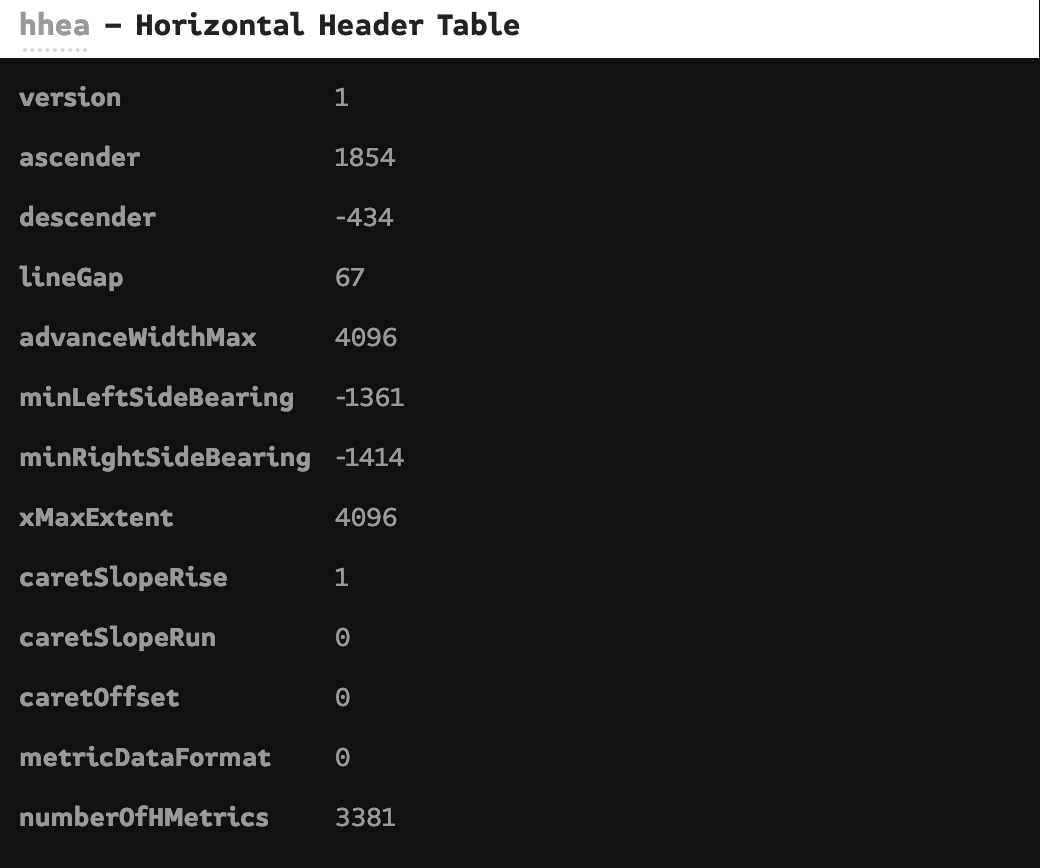 hhea – Horizontal Header Table
version 1
ascender 1854
descender -434
lineGap 67
advanceWidthMax 4096
minLeftSideBearing -1361
minRightSideBearing -1414
xMaxExtent 4096
caretSlopeRise 1
caretSlopeRun 0
caretOffset 0
metricDataFormat 0
numberOfHMetrics 3381